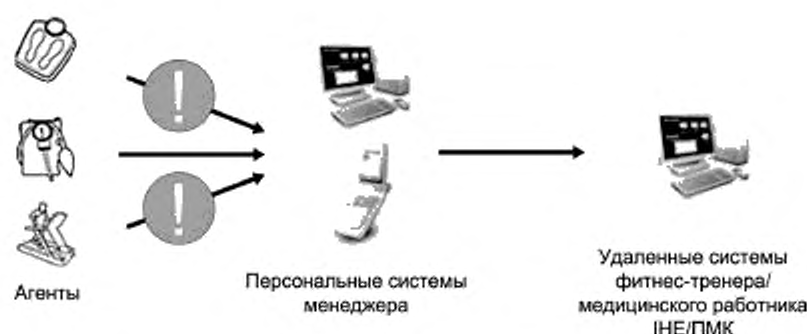 Агенты
Персональные системы
менеджера
Удаленные системы
фитнес-тренера/
медицинского работника
IHE/ПМК